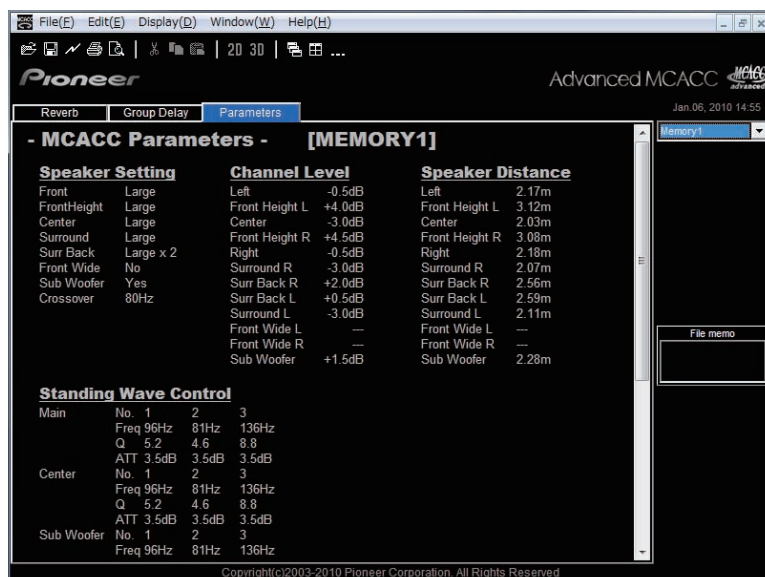 File(F) Edit(E) Display(D) Window(W) Help(H)
2D 3D
...
Pioneer
Advanced MCACC MCACC advanced
Reverb Group Delay Parameters
Jan.06, 2010 14:55
Memory1
- MCACC Parameters - [MEMORY1]
Speaker Setting Channel Level Speaker Distance
Front Large Left -0.5dB Left 2.17m
FrontHeight Large Front Height L +4.0dB Front Height L 3.12m
Center Large Center -3.0dB Center 2.03m
Surround Large Front Height R +4.5dB Front Height R 3.08m
Surr Back Large x 2 Right -0.5dB Right 2.18m
Front Wide No Surround R -3.0dB Surround R 2.07m
Sub Woofer Yes Surr Back R +2.0dB Surr Back R 2.56m
Crossover 80Hz Surr Back L +0.5dB Surr Back L 2.59m
Surround L -3.0dB Surround L 2.11m
Front Wide L --- Front Wide L ---
Front Wide R --- Front Wide R ---
Sub Woofer +1.5dB Sub Woofer 2.28m
File memo
Standing Wave Control
Main No. 1 2 3
Freq 96Hz 81Hz 136Hz
Q 5.2 4.6 8.8
ATT 3.5dB 3.5dB 3.5dB
Center No. 1 2 3
Freq 96Hz 81Hz 136Hz
Q 5.2 4.6 8.8
ATT 3.5dB 3.5dB 3.5dB
Sub Woofer No. 1 2 3
Freq 96Hz 81Hz 136Hz
Copyright(c)2003-2010 Pioneer Corporation. All Rights Reserved